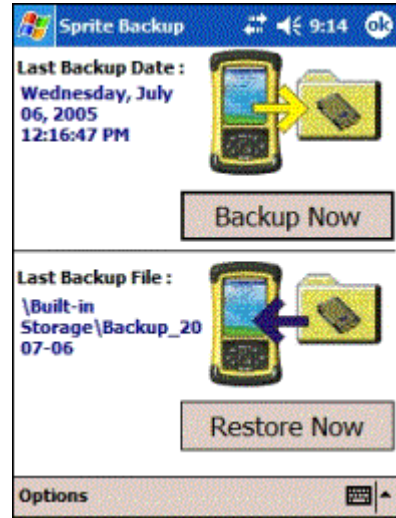 Sprite Backup 9:14 ok
Last Backup Date :
Wednesday, July
06, 2005
12:16:47 PM
Backup Now
Last Backup File :
\Built-in
Storage\Backup_20
07-06
Restore Now
Options